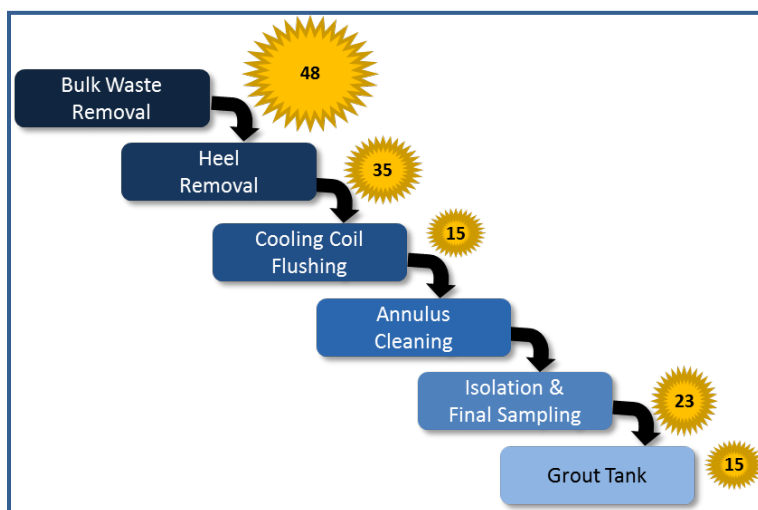 48
Bulk Waste
Removal
Heel
Removal
35
Cooling Coil
Flushing
15
Annulus
Cleaning
Isolation &
Final Sampling
23
Grout Tank
15